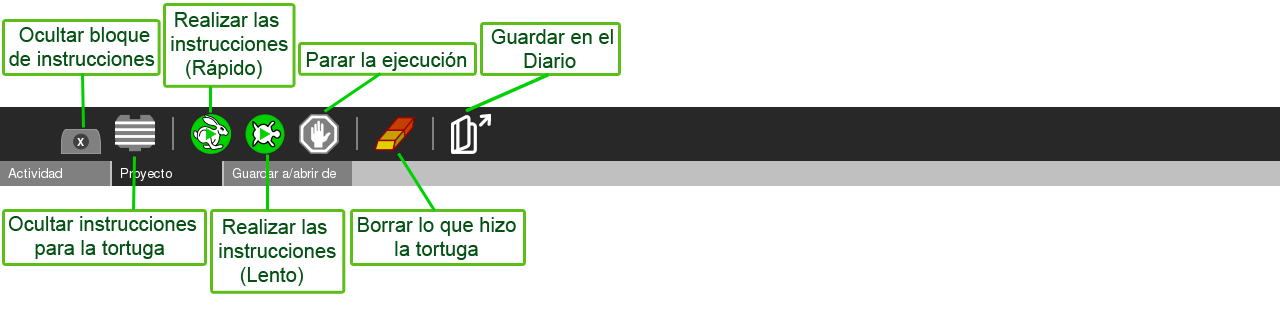 Ocultar bloque
de instrucciones
Realizar las
instrucciones
(Rápido)
Parar la ejecución
Guardar en el
Diario
X
Actividad
Proyecto
Guardar a/abrir de
Ocultar instrucciones
para la tortuga
Realizar las
instrucciones
(Lento)
Borrar lo que hizo
la tortuga